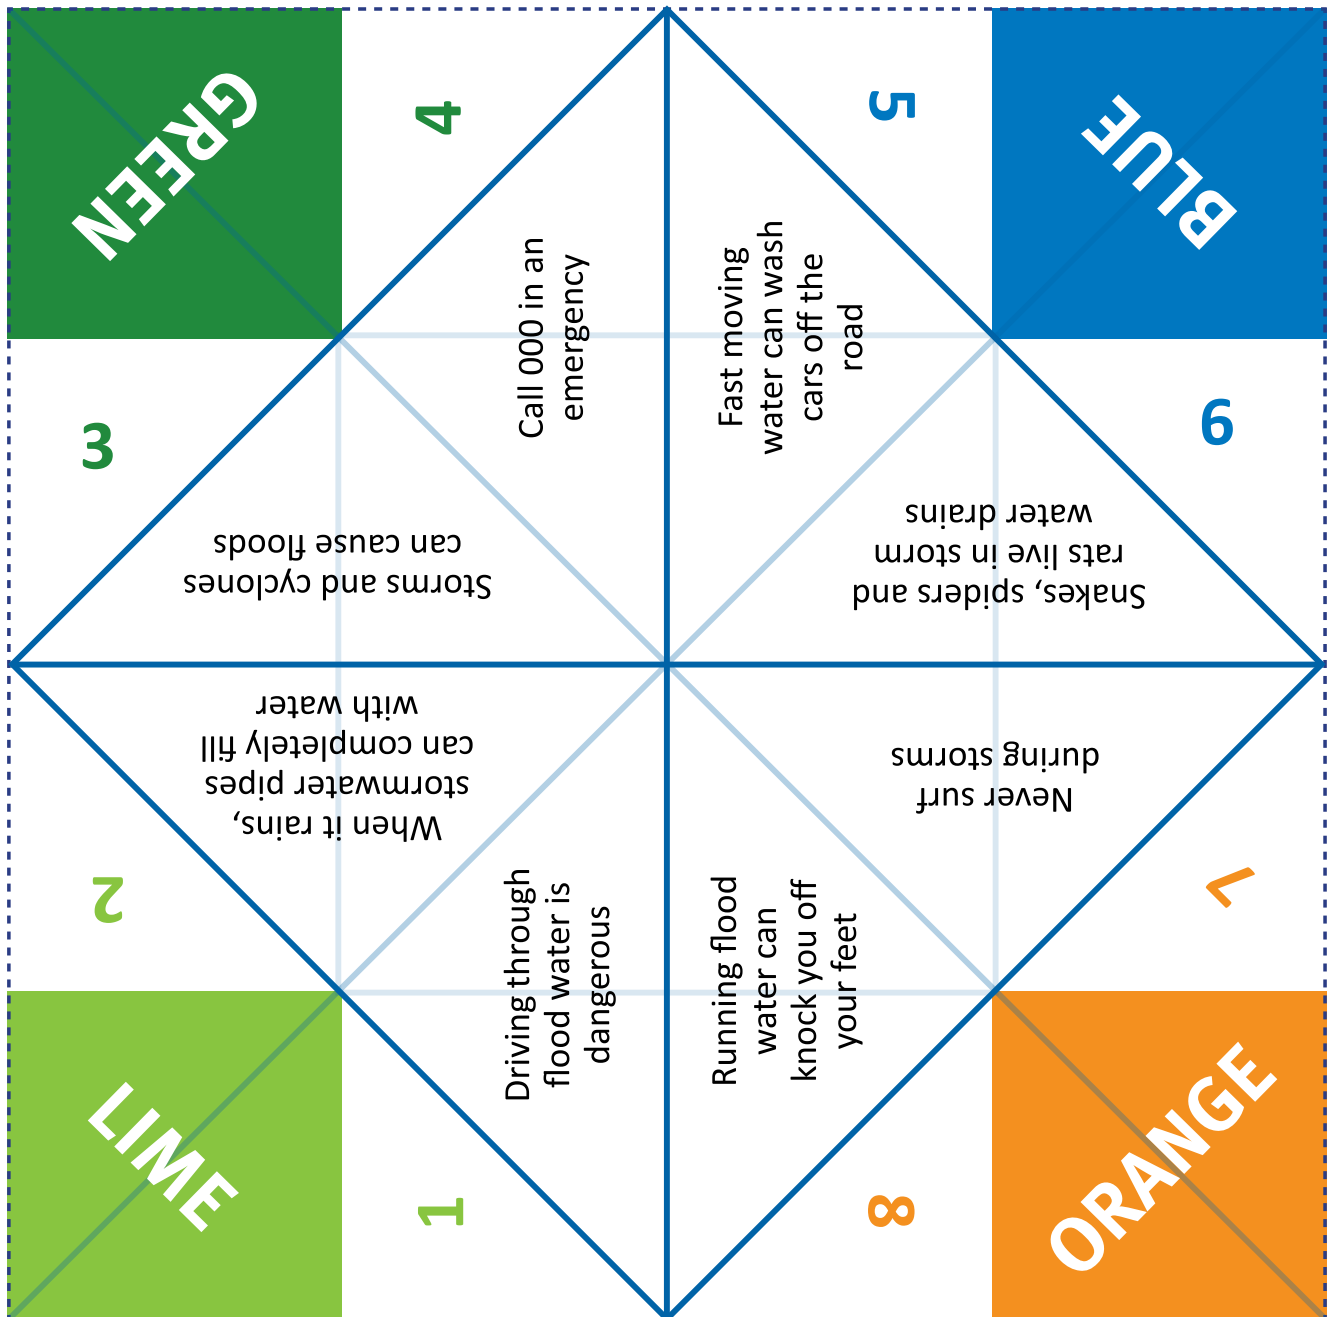 GREEN
4
5
BLUE
Call 000 in an
emergency
Fast moving
water can wash
cars off the
road
3
6
Storms and cyclones
can cause floods
Snakes, spiders and
rats live in storm
water drains
When it rains,
stormwater pipes
can completely fill
with water
Never surf
during storms
2
7
Driving through
flood water is
dangerous
Running flood
water can
knock you off
your feet
LIME
1
8
ORANGE